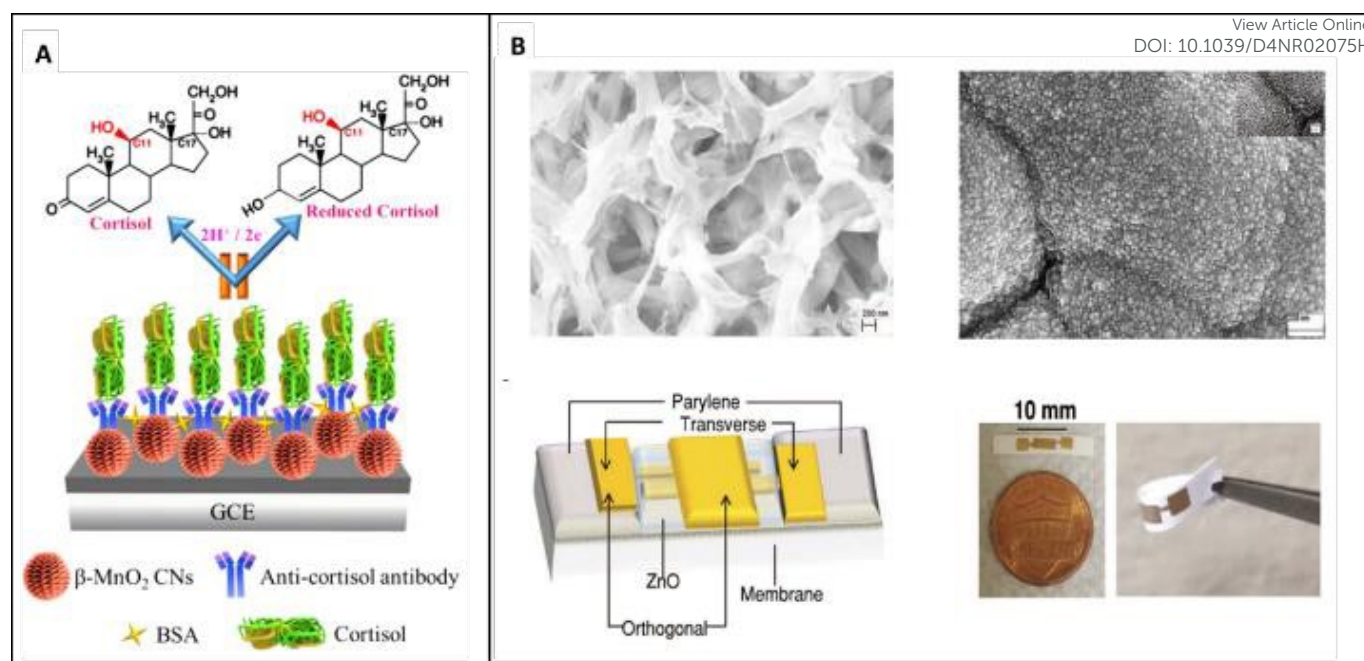 View Article Online
DOI: 10.1039/D4NR02075H
A
CH₂OH
H₃C
=O
HO
OH
C11
C17
H₃C
O
Cortisol
CH₂OH
H₃C
=O
HO
OH
C11
C17
H₃C
HO
Reduced Cortisol
2H⁺ / 2e
GCE
β-MnO₂ CNs
Anti-cortisol antibody
BSA
Cortisol
B
200 nm
Parylene
Transverse
ZnO
Membrane
Orthogonal
10 mm